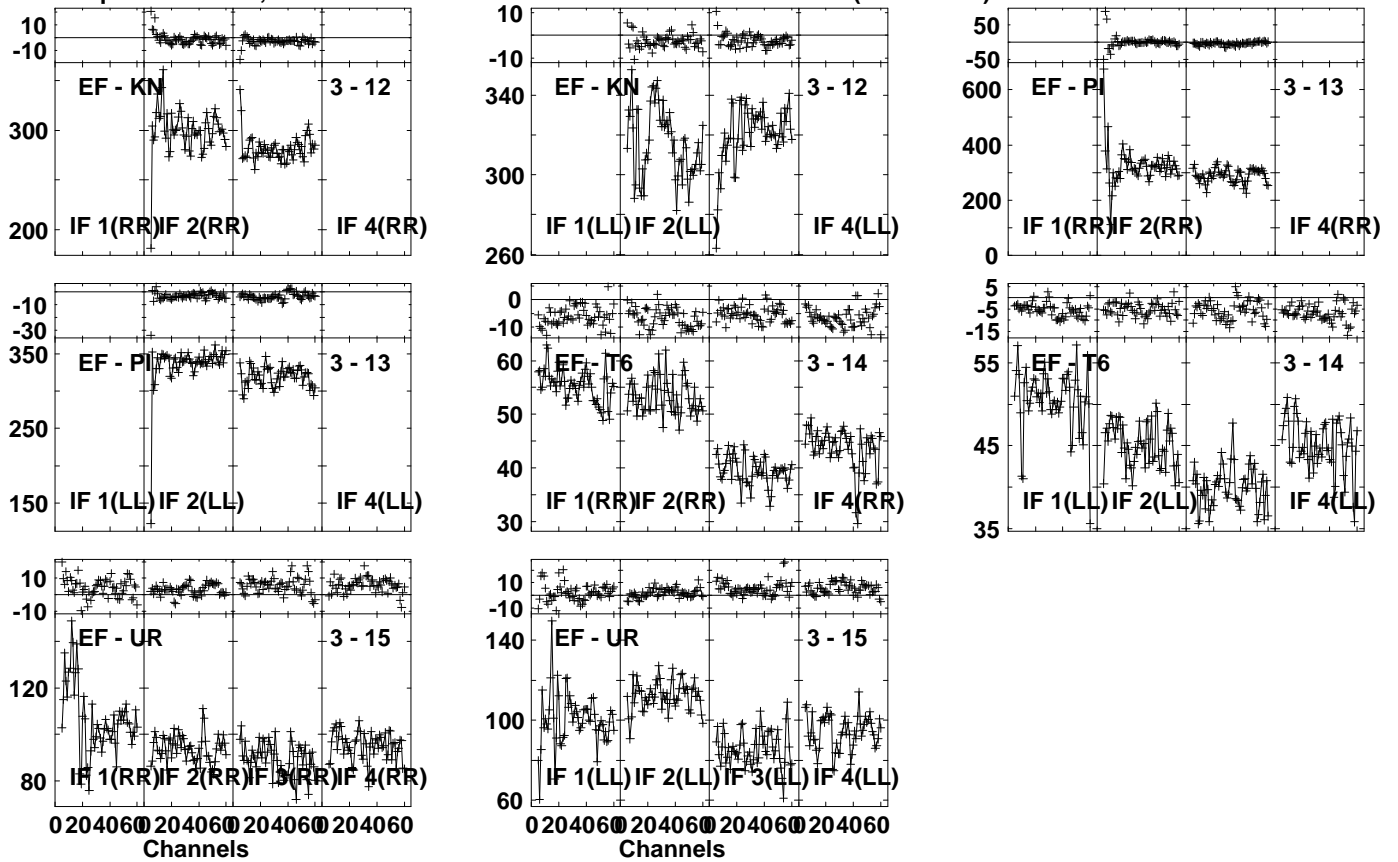 10
-10
10
-10
50
-50
EF - KN 3 - 12
EF - KN 3 - 12
EF - PI 3 - 13
300
200
340
300
260
600
400
200
0
IF 1(RR) IF 2(RR) IF 4(RR)
IF 1(LL) IF 2(LL) IF 4(LL)
IF 1(RR) IF 2(RR) IF 4(RR)
-10
-30
0
-10
5
-5
-15
EF - PI 3 - 13
EF - T6 3 - 14
EF - T6 3 - 14
350
250
150
60
50
40
30
55
45
35
IF 1(LL) IF 2(LL) IF 4(LL)
IF 1(RR) IF 2(RR) IF 4(RR)
IF 1(LL) IF 2(LL) IF 4(LL)
10
-10
10
-10
EF - UR 3 - 15
EF - UR 3 - 15
120
80
140
100
60
IF 1(RR) IF 2(RR) IF 3(RR) IF 4(RR)
IF 1(LL) IF 2(LL) IF 3(LL) IF 4(LL)
0 20 40 60 0 20 40 60 0 20 40 60 0 20 40 60
0 20 40 60 0 20 40 60 0 20 40 60 0 20 40 60
Channels
Channels